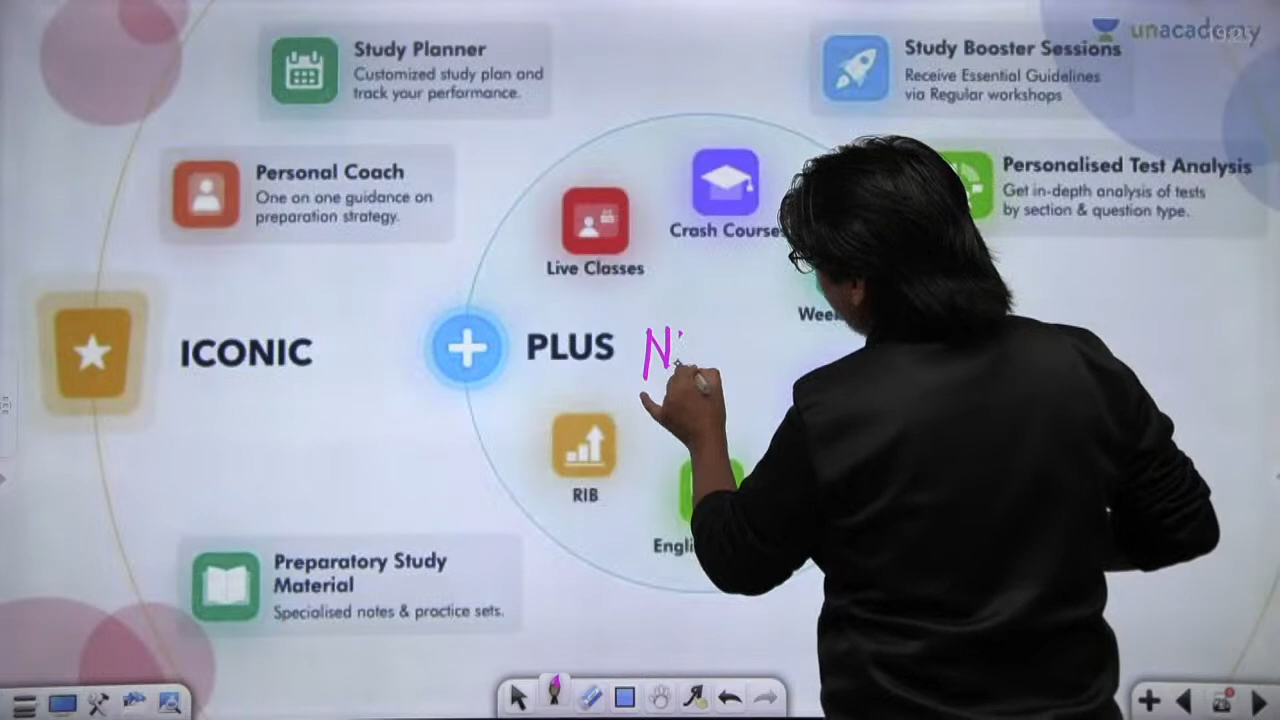 unacademy
Study Planner
Customized study plan and
track your performance.
Study Booster Sessions
Receive Essential Guidelines
via Regular workshops
Personal Coach
One on one guidance on
preparation strategy.
Personalised Test Analysis
Get in-depth analysis of tests
by section & question type.
Live Classes
Crash Courses
ICONIC
PLUS
N
RIB
Preparatory Study
Material
Specialised notes & practice sets.